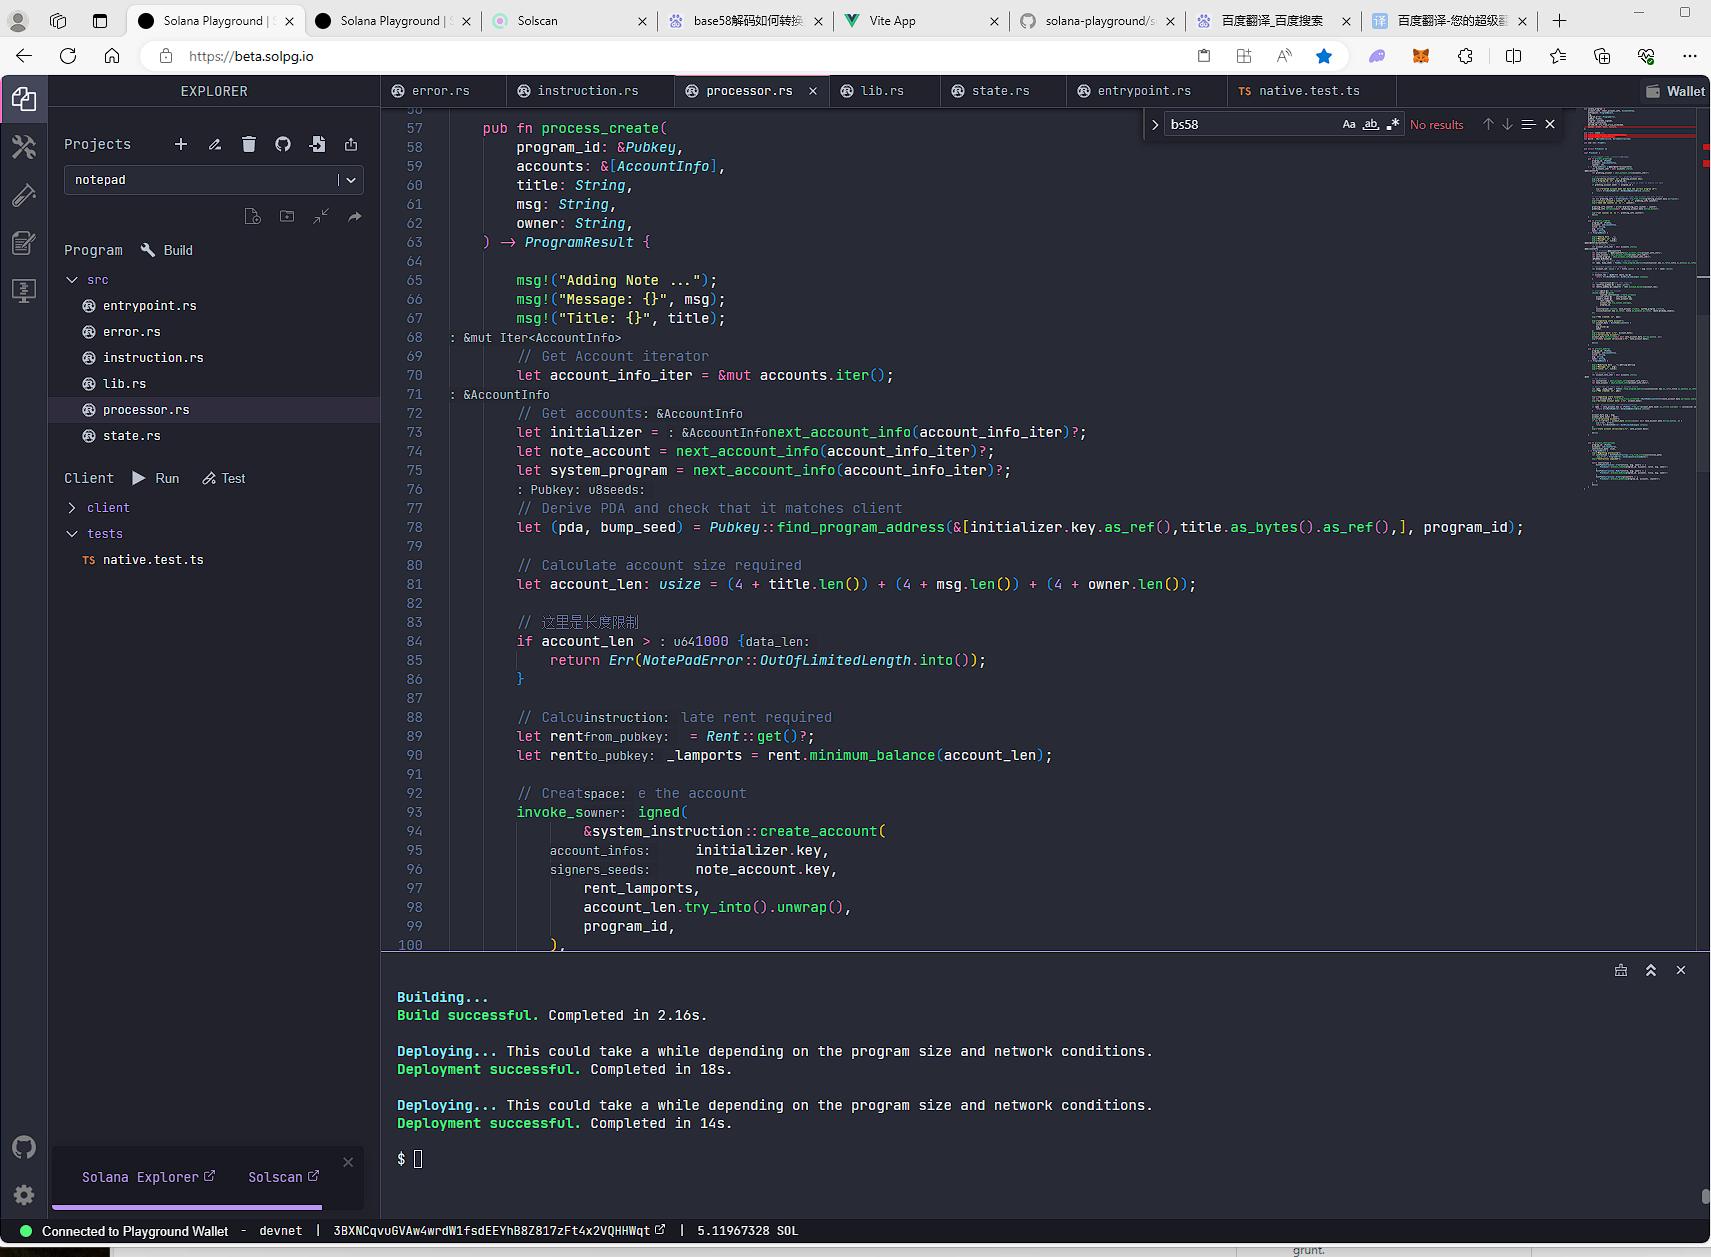 Solana Playground | S
Solana Playground |
Solscan
base58解码如何转换
Vite App
solana-playground/s
百度翻译_百度搜索
译 百度翻译-您的超级翻
https://beta.solpg.io
EXPLORER
error.rs
instruction.rs
processor.rs
lib.rs
state.rs
entrypoint.rs
TS native.test.ts
Wallet
bs58
Aa ab .* No results
Projects
notepad
Program Build
src
entrypoint.rs
error.rs
instruction.rs
lib.rs
processor.rs
state.rs
Client Run Test
client
tests
TS native.test.ts
56
57 pub fn process_create(
58 program_id: &Pubkey,
59 accounts: &[AccountInfo],
60 title: String,
61 msg: String,
62 owner: String,
63 ) -> ProgramResult {
64
65 msg!("Adding Note ...");
66 msg!("Message: {}", msg);
67 msg!("Title: {}", title);
68 : &mut Iter<AccountInfo>
69 // Get Account iterator
70 let account_info_iter = &mut accounts.iter();
71 : &AccountInfo
72 // Get accounts: &AccountInfo
73 let initializer = : &AccountInfonext_account_info(account_info_iter)?;
74 let note_account = next_account_info(account_info_iter)?;
75 let system_program = next_account_info(account_info_iter)?;
76 : Pubkey: u8seeds:
77 // Derive PDA and check that it matches client
78 let (pda, bump_seed) = Pubkey::find_program_address(&[initializer.key.as_ref(),title.as_bytes().as_ref(),], program_id);
79
80 // Calculate account size required
81 let account_len: usize = (4 + title.len()) + (4 + msg.len()) + (4 + owner.len());
82
83 // 这里是长度限制
84 if account_len > : u641000 {data_len:
85 return Err(NotePadError::OutOfLimitedLength.into());
86 }
87
88 // Calcuinstruction: late rent required
89 let rentfrom_pubkey: = Rent::get()?;
90 let rentto_pubkey: _lamports = rent.minimum_balance(account_len);
91
92 // Creatspace: e the account
93 invoke_sowner: igned(
94 &system_instruction::create_account(
95 account_infos: initializer.key,
96 signers_seeds: note_account.key,
97 rent_lamports,
98 account_len.try_into().unwrap(),
99 program_id,
100 ),
Building...
Build successful. Completed in 2.16s.
Deploying... This could take a while depending on the program size and network conditions.
Deployment successful. Completed in 18s.
Deploying... This could take a while depending on the program size and network conditions.
Deployment successful. Completed in 14s.
$
Solana Explorer Solscan
Connected to Playground Wallet - devnet | 3BXNCqvuGVAw4wrdW1fsdEEYhB8Z817zFt4x2VQHHWqt | 5.11967328 SOL
grunt.